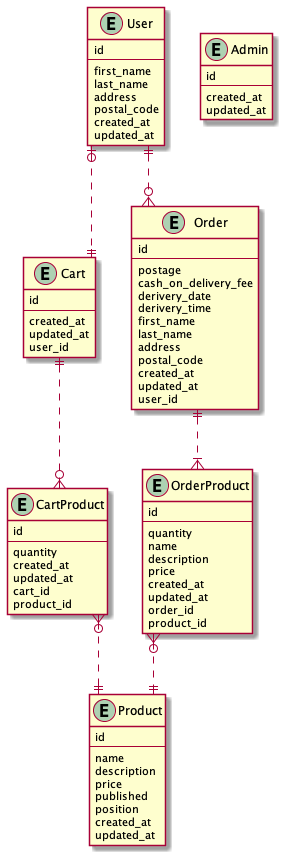 E User
id
first_name
last_name
address
postal_code
created_at
updated_at
E Admin
id
created_at
updated_at
E Order
id
postage
cash_on_delivery_fee
derivery_date
derivery_time
first_name
last_name
address
postal_code
created_at
updated_at
user_id
E Cart
id
created_at
updated_at
user_id
E CartProduct
id
quantity
created_at
updated_at
cart_id
product_id
E OrderProduct
id
quantity
name
description
price
created_at
updated_at
order_id
product_id
E Product
id
name
description
price
published
position
created_at
updated_at